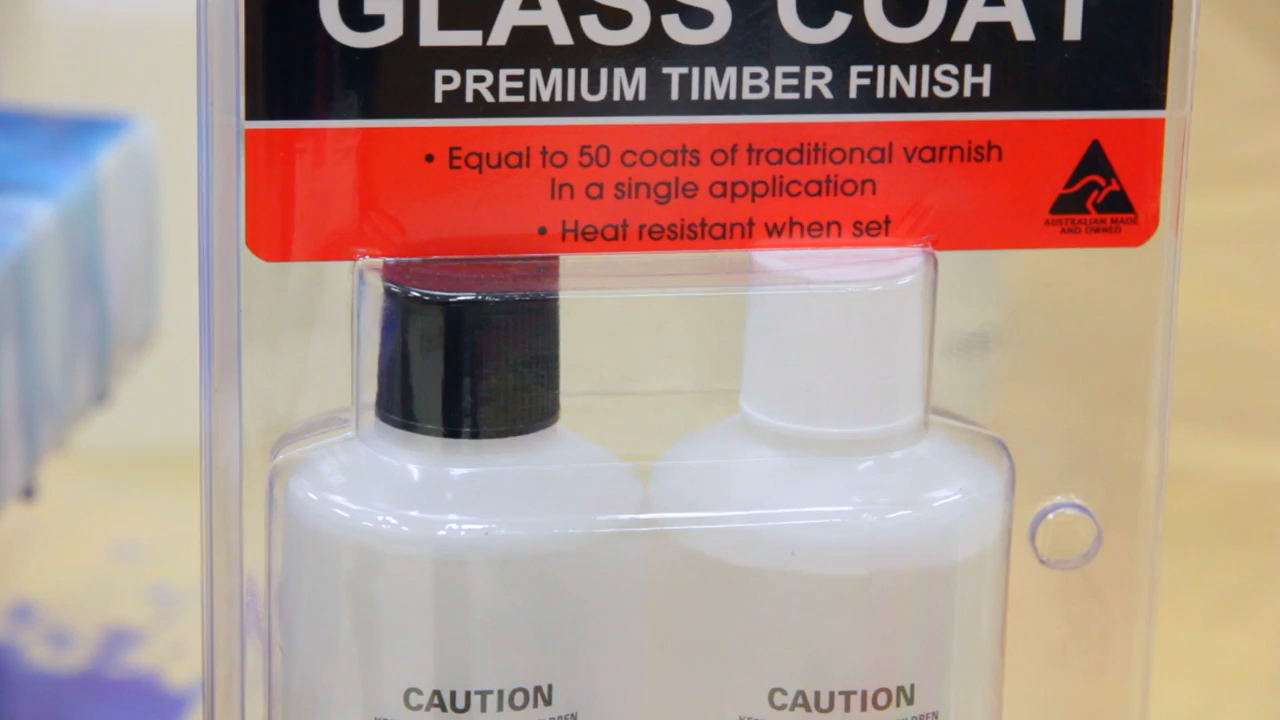 GLASS COAT
PREMIUM TIMBER FINISH
• Equal to 50 coats of traditional varnish
In a single application
• Heat resistant when set
AUSTRALIAN MADE
AND OWNED
CAUTION
CAUTION